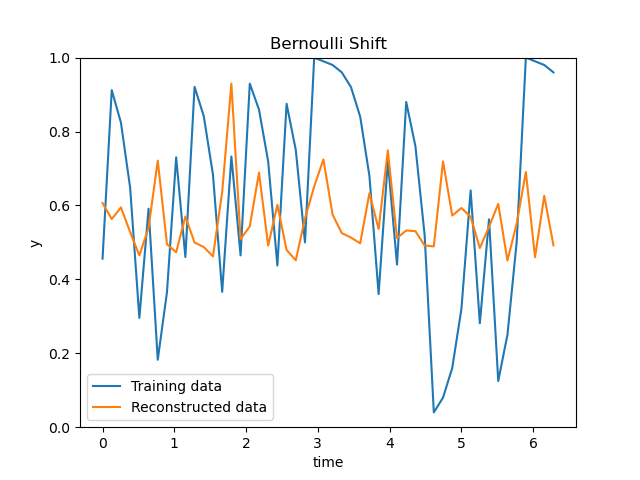 Bernoulli Shift
1.0
0.8
0.6
0.4
0.2
0.0
y
Training data
Reconstructed data
0 1 2 3 4 5 6
time